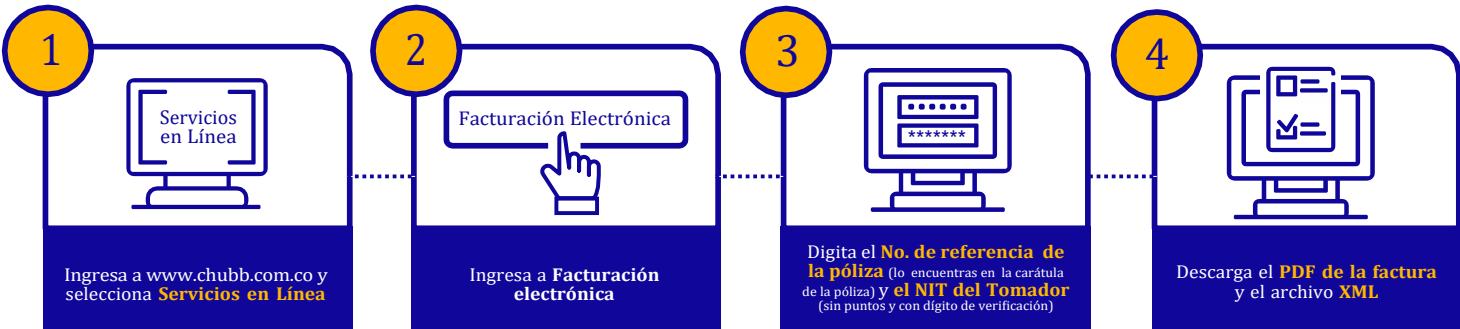 1
Servicios
en Línea
Ingresa a www.chubb.com.co y
selecciona Servicios en Línea
2
Facturación Electrónica
Ingresa a Facturación
electrónica
3
*******
Digita el No. de referencia de
la póliza (lo encuentras en la carátula
de la póliza) y el NIT del Tomador
(sin puntos y con dígito de verificación)
4
Descarga el PDF de la factura
y el archivo XML